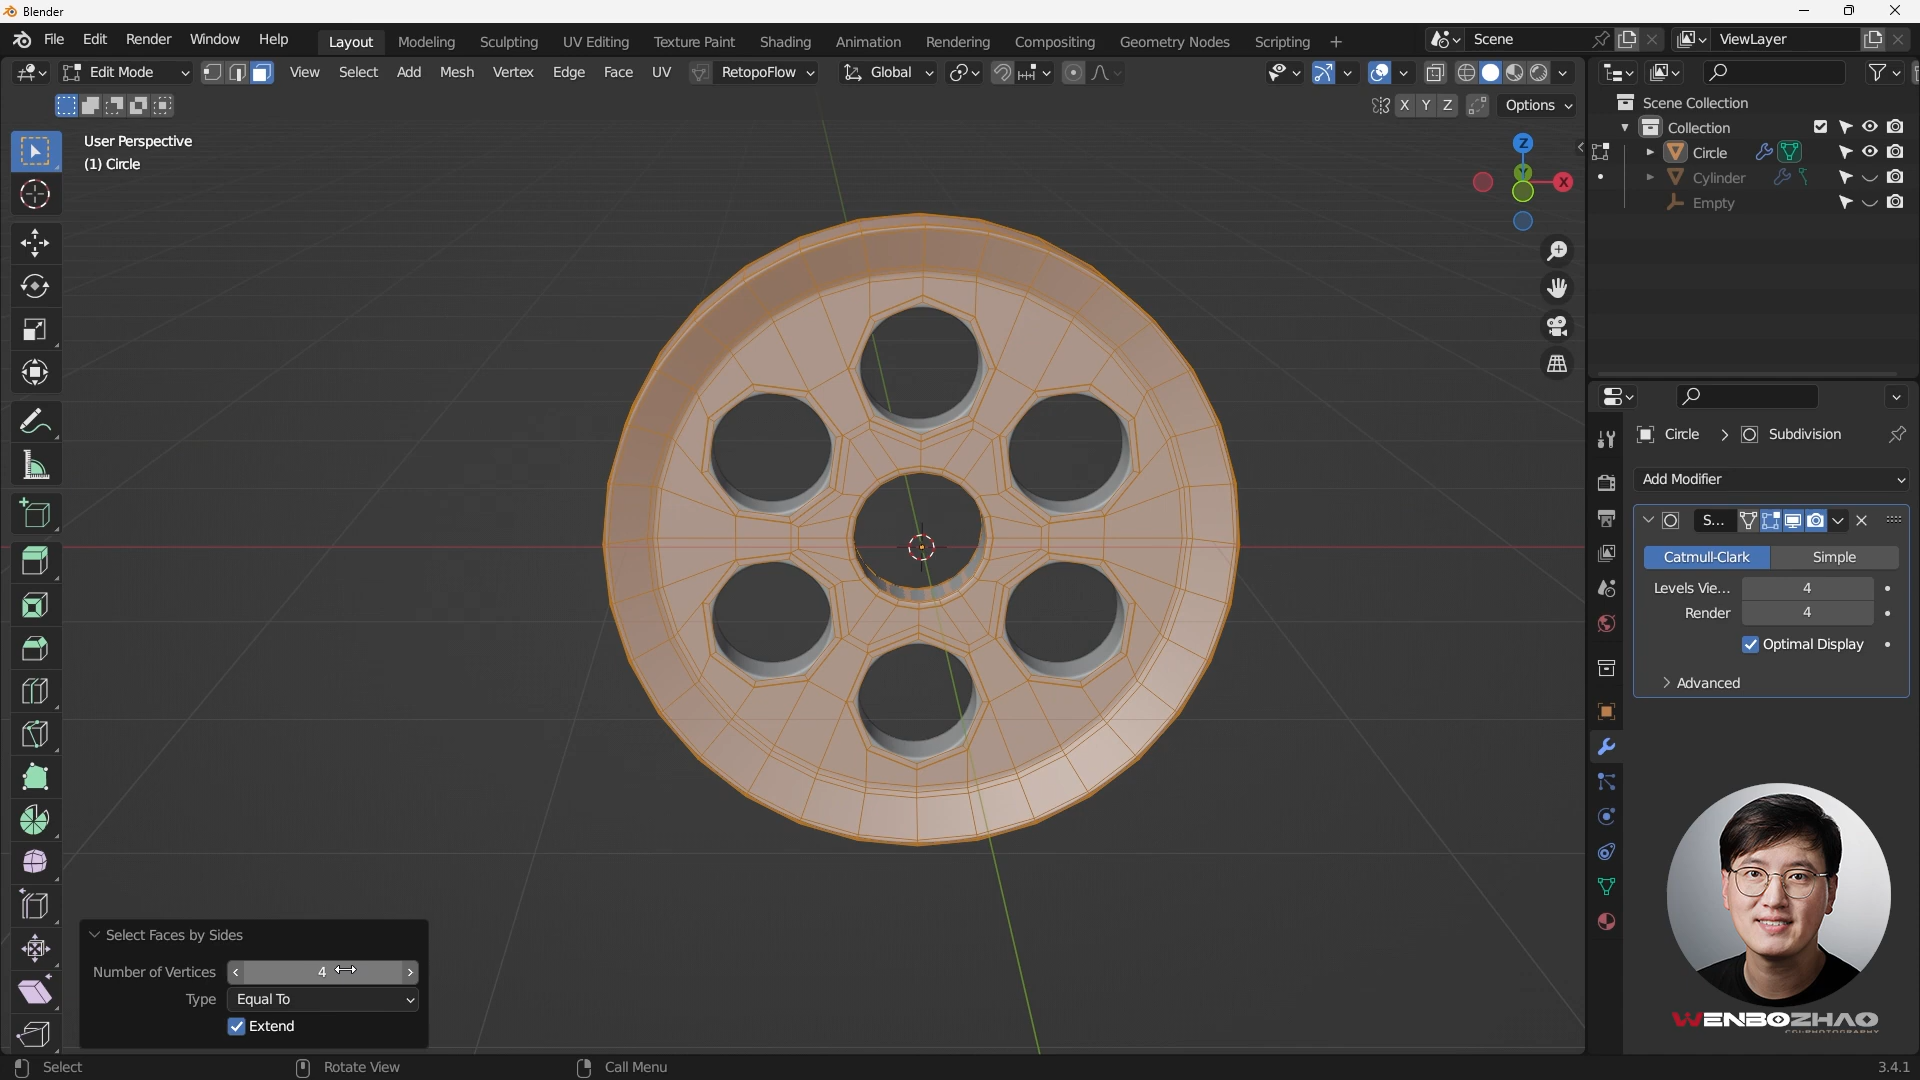 Blender
File Edit Render Window Help Layout Modeling Sculpting UV Editing Texture Paint Shading Animation Rendering Compositing Geometry Nodes Scripting + Scene ViewLayer
Edit Mode View Select Add Mesh Vertex Edge Face UV RetopoFlow Global
X Y Z Options
User Perspective
(1) Circle
Z
Y
X
Scene Collection
Collection
Circle
Cylinder
Empty
Circle > Subdivision
Add Modifier
S...
Catmull-Clark Simple
Levels Vie... 4
Render 4
Optimal Display
Advanced
Select Faces by Sides
Number of Vertices 4
Type Equal To
Extend
WENBOZHAO
CGI+PHOTOGRAPHY
Select Rotate View Call Menu 3.4.1